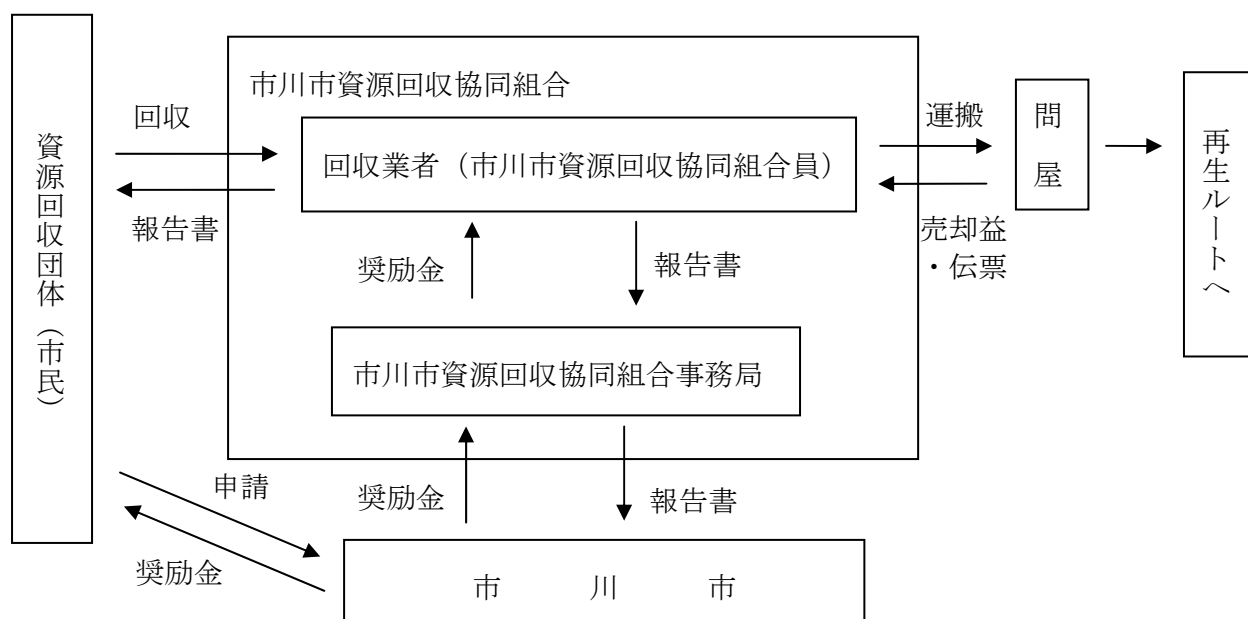 市川市資源回収協同組合
回収
運搬
問屋
資源回収団体（市民）
回収業者（市川市資源回収協同組合員）
再生ルートへ
報告書
売却益
・伝票
奨励金
報告書
市川市資源回収協同組合事務局
申請
奨励金
報告書
奨励金
市川市